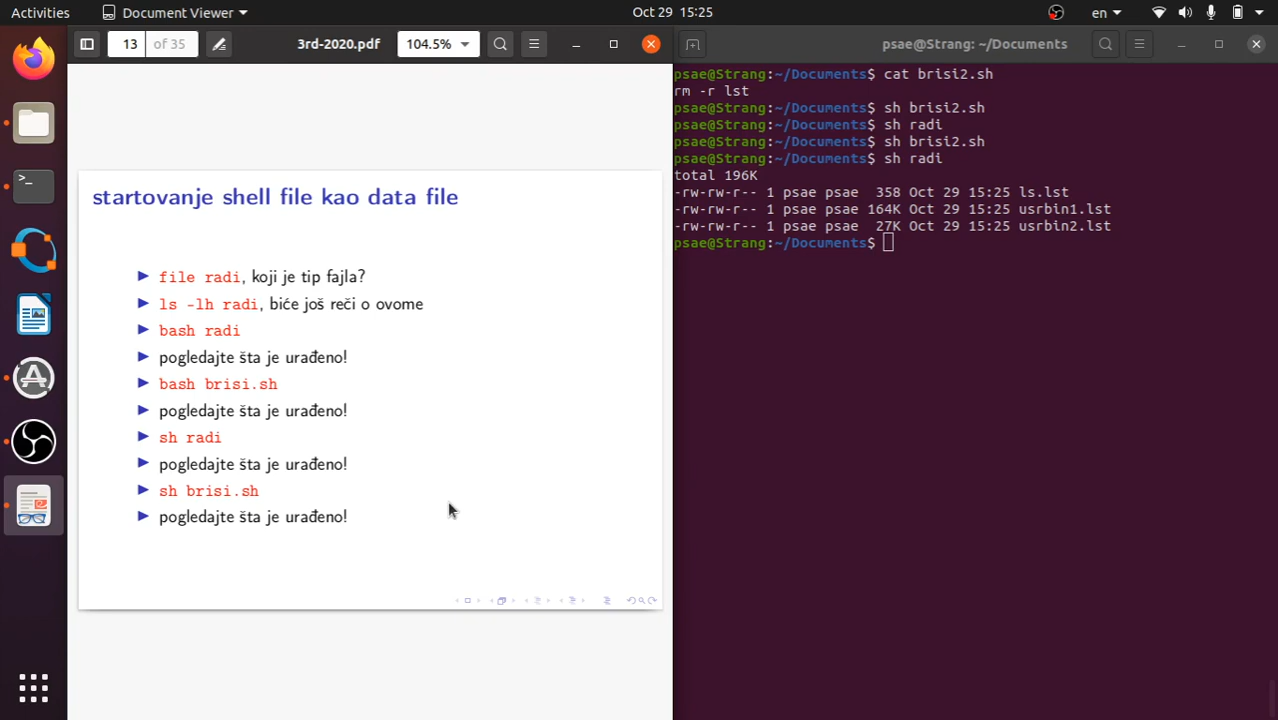 Activities
Document Viewer
Oct 29 15:25
en
13 of 35
3rd-2020.pdf
104.5%
psae@Strang: ~/Documents
startovanje shell file kao data file
file radi, koji je tip fajla?
ls -lh radi, biće još reči o ovome
bash radi
pogledajte šta je urađeno!
bash brisi.sh
pogledajte šta je urađeno!
sh radi
pogledajte šta je urađeno!
sh brisi.sh
pogledajte šta je urađeno!
psae@Strang:~/Documents$ cat brisi2.sh
rm -r lst
psae@Strang:~/Documents$ sh brisi2.sh
psae@Strang:~/Documents$ sh radi
psae@Strang:~/Documents$ sh brisi2.sh
psae@Strang:~/Documents$ sh radi
total 196K
-rw-rw-r-- 1 psae psae  358 Oct 29 15:25 ls.lst
-rw-rw-r-- 1 psae psae 164K Oct 29 15:25 usrbin1.lst
-rw-rw-r-- 1 psae psae  27K Oct 29 15:25 usrbin2.lst
psae@Strang:~/Documents$